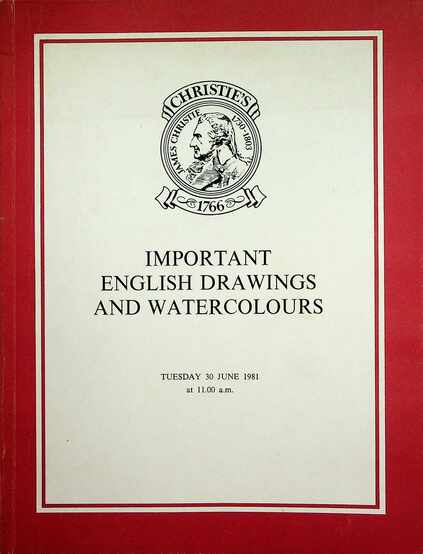 CHRISTIE'S
JAMES CHRISTIE 1730-1803
1766
IMPORTANT
ENGLISH DRAWINGS
AND WATERCOLOURS
TUESDAY 30 JUNE 1981
at 11.00 a.m.